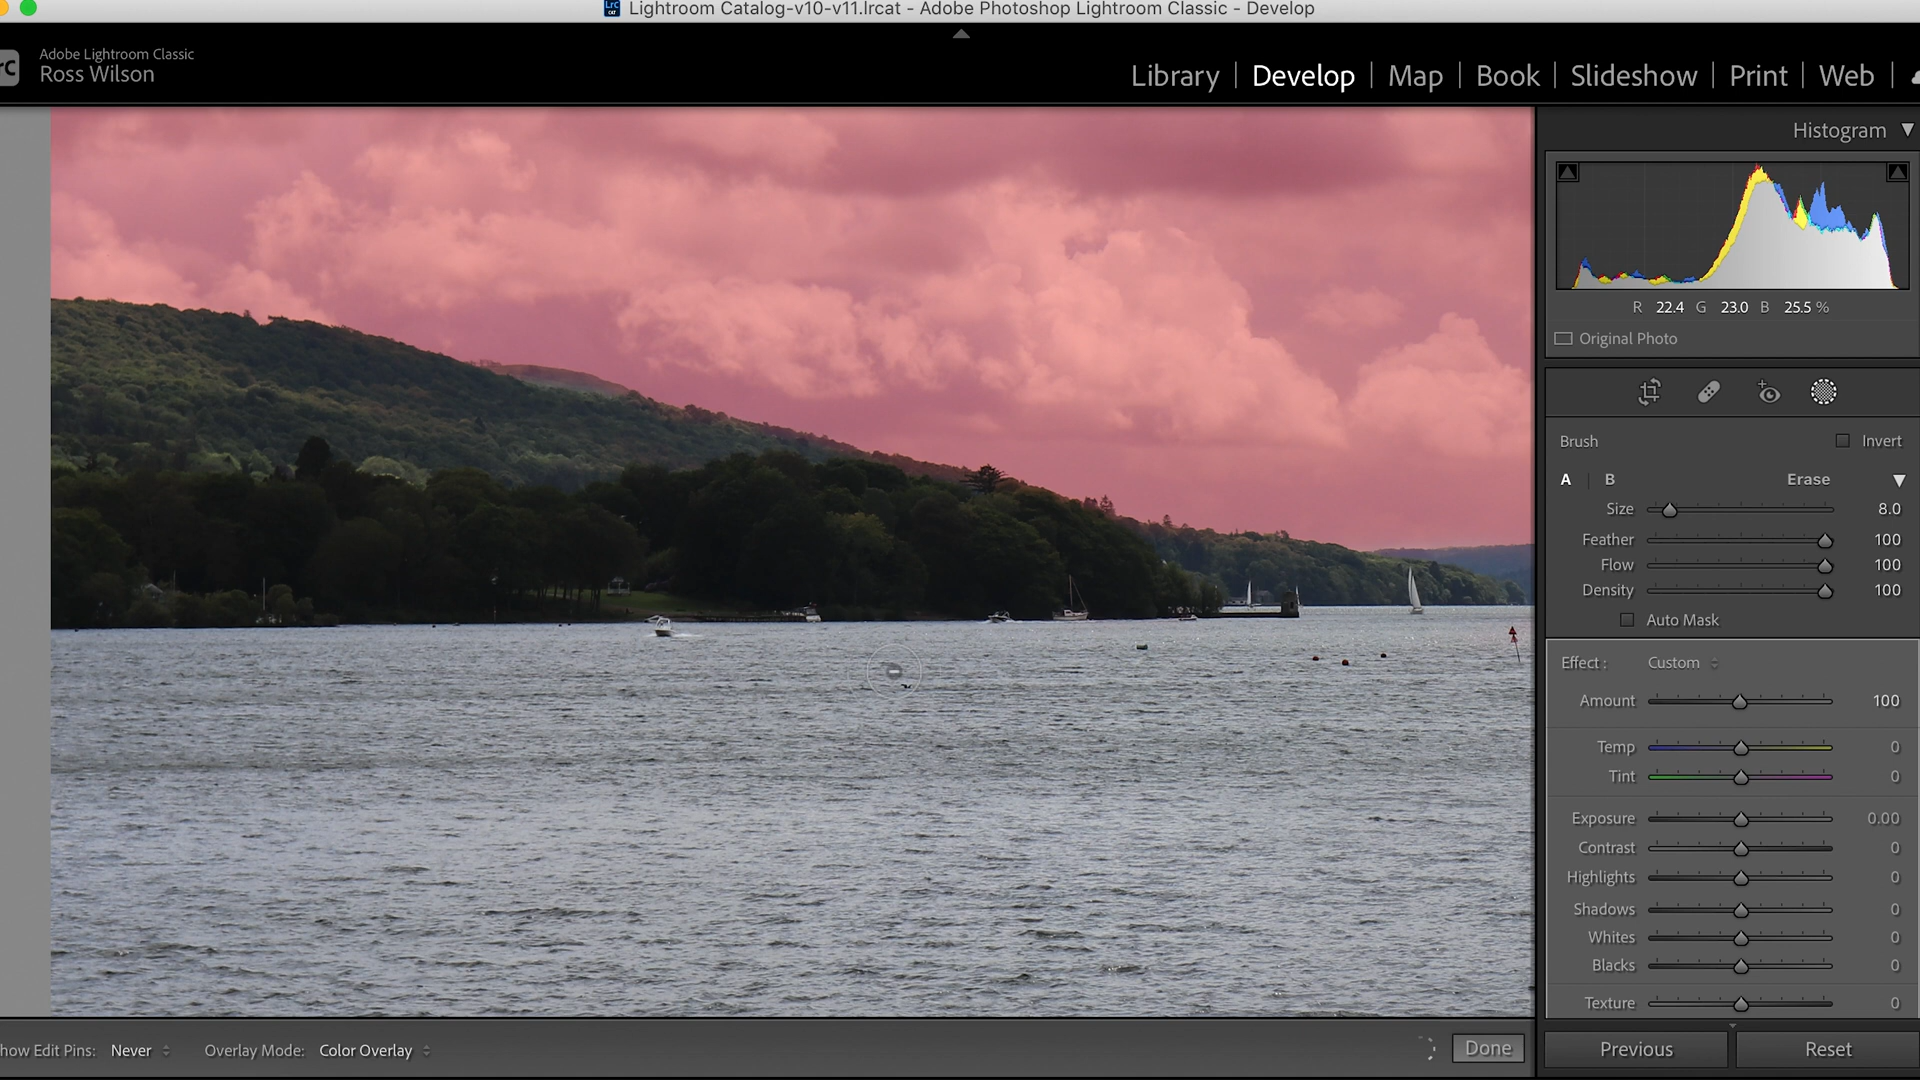 Lightroom Catalog-v10-v11.lrcat - Adobe Photoshop Lightroom Classic - Develop
Adobe Lightroom Classic
Ross Wilson
Library | Develop | Map | Book | Slideshow | Print | Web |
Histogram
R 22.4 G 23.0 B 25.5 %
Original Photo
Brush Invert
A | B Erase
Size 8.0
Feather 100
Flow 100
Density 100
Auto Mask
Effect : Custom
Amount 100
Temp 0
Tint 0
Exposure 0.00
Contrast 0
Highlights 0
Shadows 0
Whites 0
Blacks 0
Texture 0
how Edit Pins: Never Overlay Mode: Color Overlay Done Previous Reset